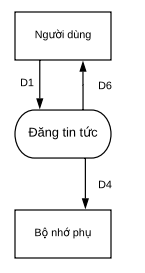 Người dùng
D1
D6
Đăng tin tức
D4
Bộ nhớ phụ